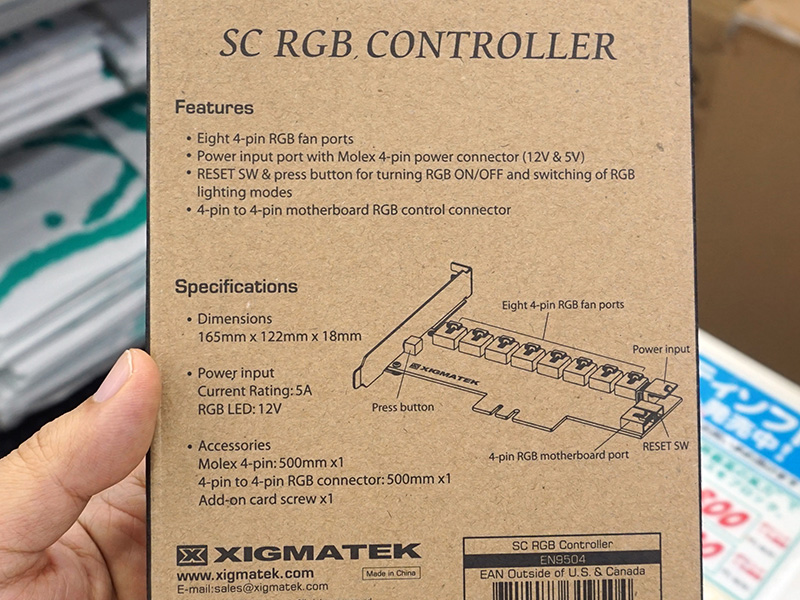 SC RGB CONTROLLER
Features
• Eight 4-pin RGB fan ports
• Power input port with Molex 4-pin power connector (12V & 5V)
• RESET SW & press button for turning RGB ON/OFF and switching of RGB
lighting modes
• 4-pin to 4-pin motherboard RGB control connector
Specifications
• Dimensions
165mm x 122mm x 18mm
• Power input
Current Rating: 5A
RGB LED: 12V
• Accessories
Molex 4-pin: 500mm x1
4-pin to 4-pin RGB connector: 500mm x1
Add-on card screw x1
Eight 4-pin RGB fan ports
Power input
XIGMATEK
Press button
RESET SW
4-pin RGB motherboard port
XIGMATEK
www.xigmatek.com
Made in China
E-mail:sales@xigmatek.com
SC RGB Controller
EN9504
EAN Outside of U.S. & Canada